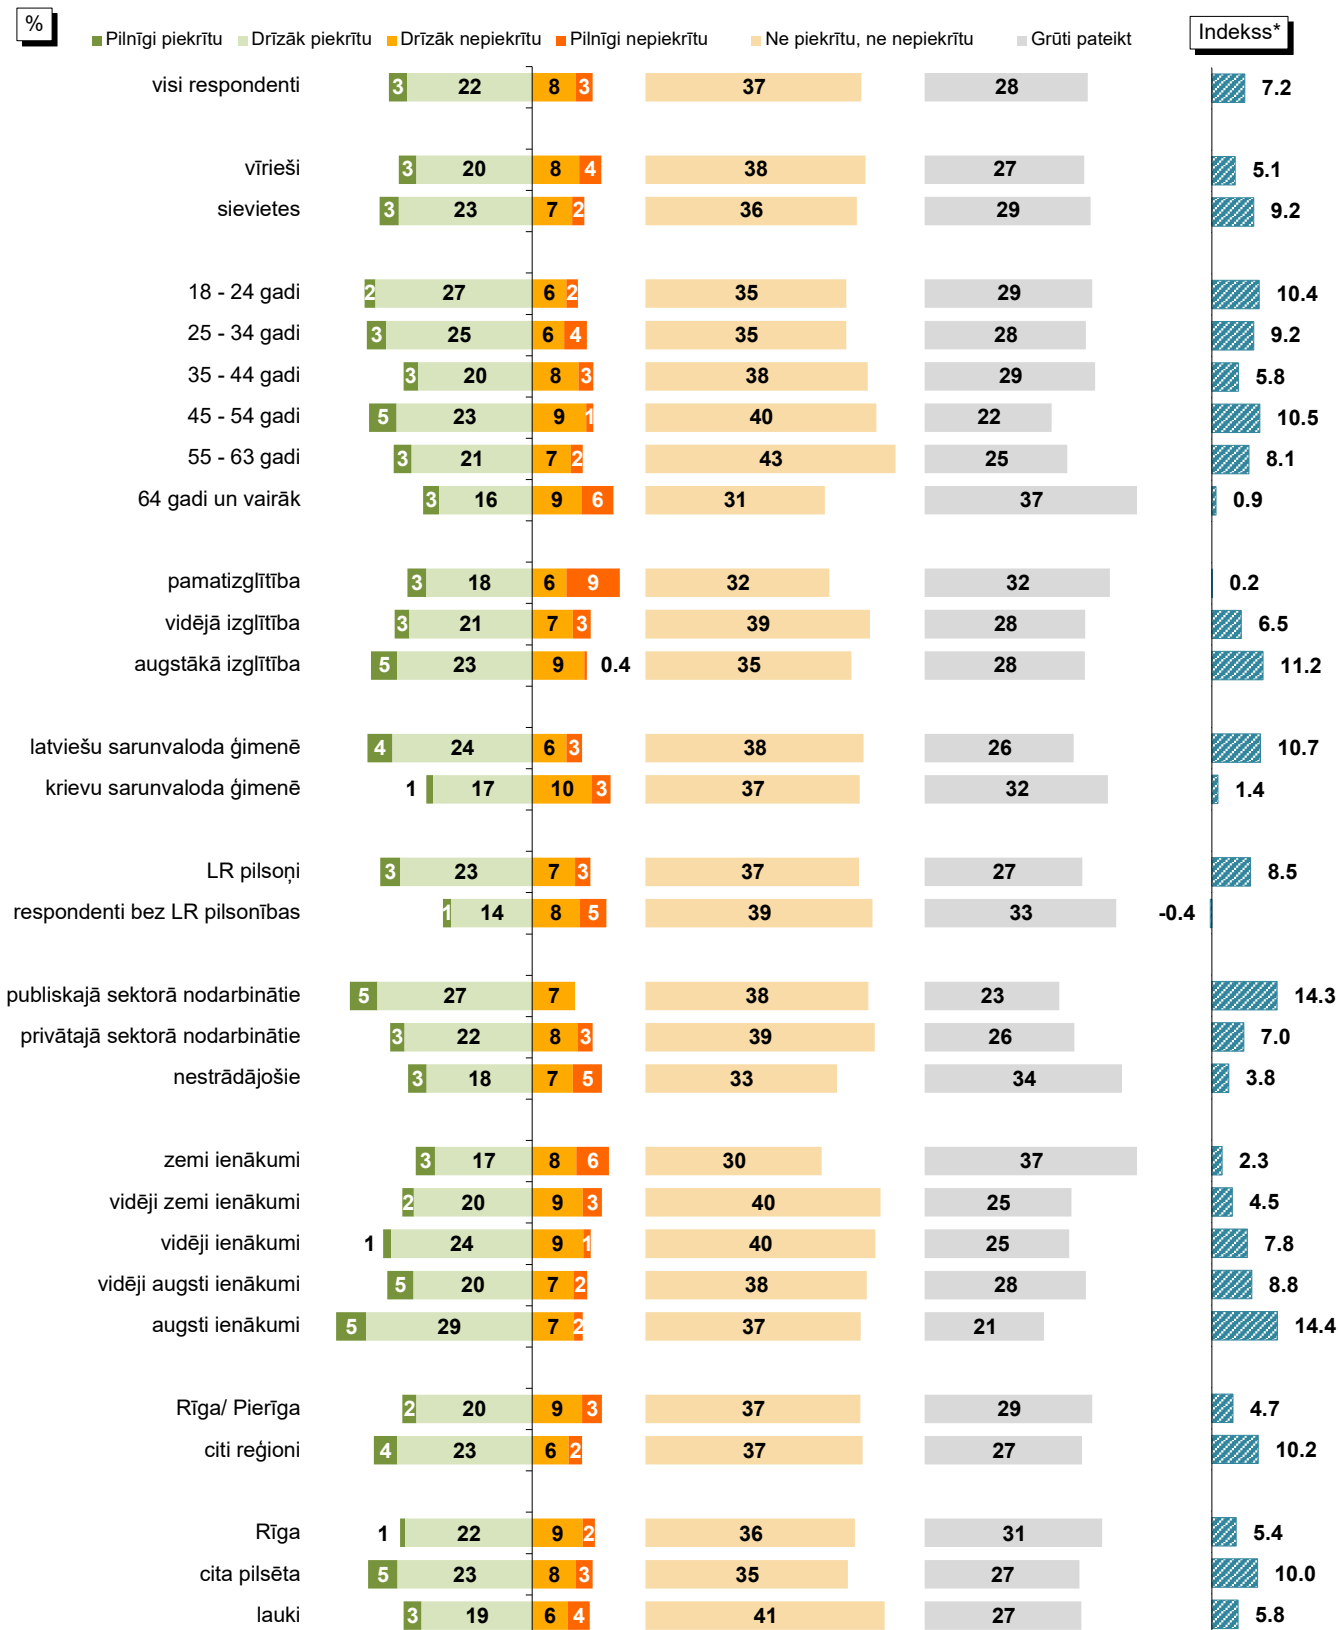 %
Pilnīgi piekrītu Drīzāk piekrītu Drīzāk nepiekrītu Pilnīgi nepiekrītu Ne piekrītu, ne nepiekrītu Grūti pateikt Indekss*
visi respondenti 3 22 8 3 37 28 7.2
vīrieši 3 20 8 4 38 27 5.1
sievietes 3 23 7 2 36 29 9.2
18 - 24 gadi 2 27 6 2 35 29 10.4
25 - 34 gadi 3 25 6 4 35 28 9.2
35 - 44 gadi 3 20 8 3 38 29 5.8
45 - 54 gadi 5 23 9 1 40 22 10.5
55 - 63 gadi 3 21 7 2 43 25 8.1
64 gadi un vairāk 3 16 9 6 31 37 0.9
pamatizglītība 3 18 6 9 32 32 0.2
vidējā izglītība 3 21 7 3 39 28 6.5
augstākā izglītība 5 23 9 0.4 35 28 11.2
latviešu sarunvaloda ģimenē 4 24 6 3 38 26 10.7
krievu sarunvaloda ģimenē 1 17 10 3 37 32 1.4
LR pilsoņi 3 23 7 3 37 27 8.5
respondenti bez LR pilsonības 1 14 8 5 39 33 -0.4
publiskajā sektorā nodarbinātie 5 27 7 38 23 14.3
privātajā sektorā nodarbinātie 3 22 8 3 39 26 7.0
nestrādājošie 3 18 7 5 33 34 3.8
zemi ienākumi 3 17 8 6 30 37 2.3
vidēji zemi ienākumi 2 20 9 3 40 25 4.5
vidēji ienākumi 1 24 9 1 40 25 7.8
vidēji augsti ienākumi 5 20 7 2 38 28 8.8
augsti ienākumi 5 29 7 2 37 21 14.4
Rīga/ Pierīga 2 20 9 3 37 29 4.7
citi reģioni 4 23 6 2 37 27 10.2
Rīga 1 22 9 2 36 31 5.4
cita pilsēta 5 23 8 3 35 27 10.0
lauki 3 19 6 4 41 27 5.8